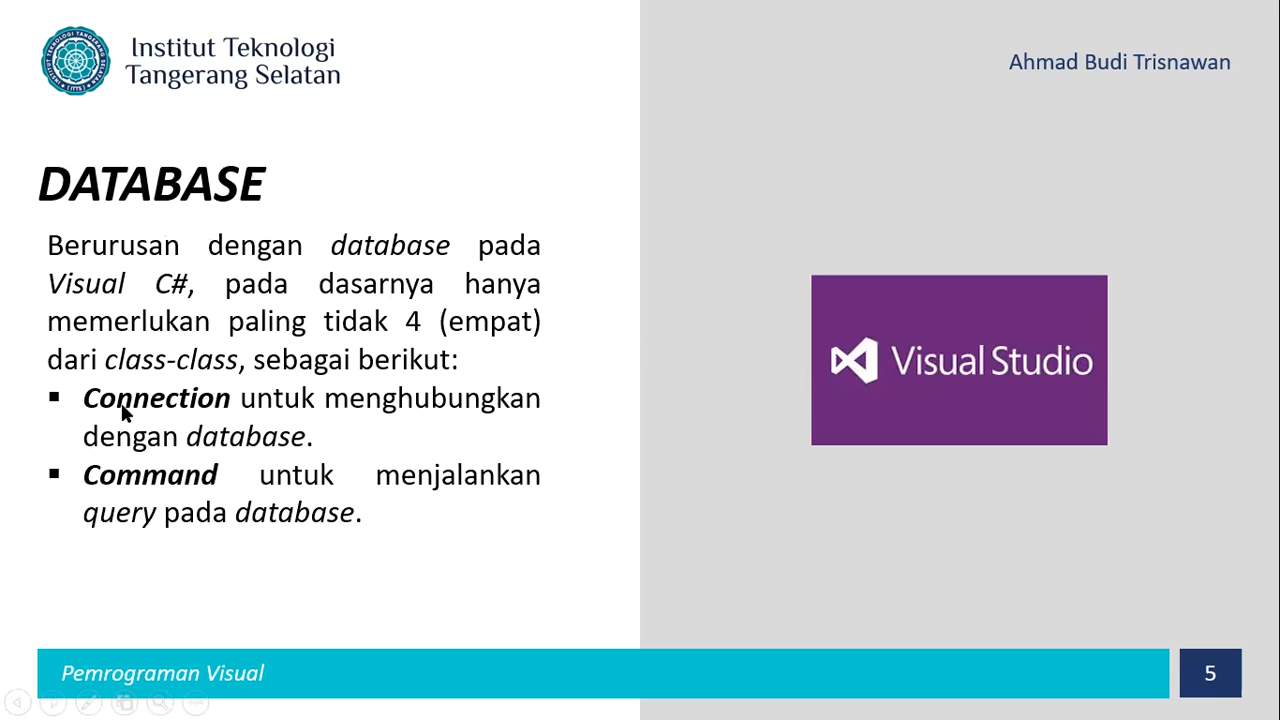 Institut Teknologi
Tangerang Selatan
Ahmad Budi Trisnawan
DATABASE
Berurusan dengan database pada
Visual C#, pada dasarnya hanya
memerlukan paling tidak 4 (empat)
dari class-class, sebagai berikut:
▪ Connection untuk menghubungkan
dengan database.
▪ Command untuk menjalankan
query pada database.
Visual Studio
Pemrograman Visual
5